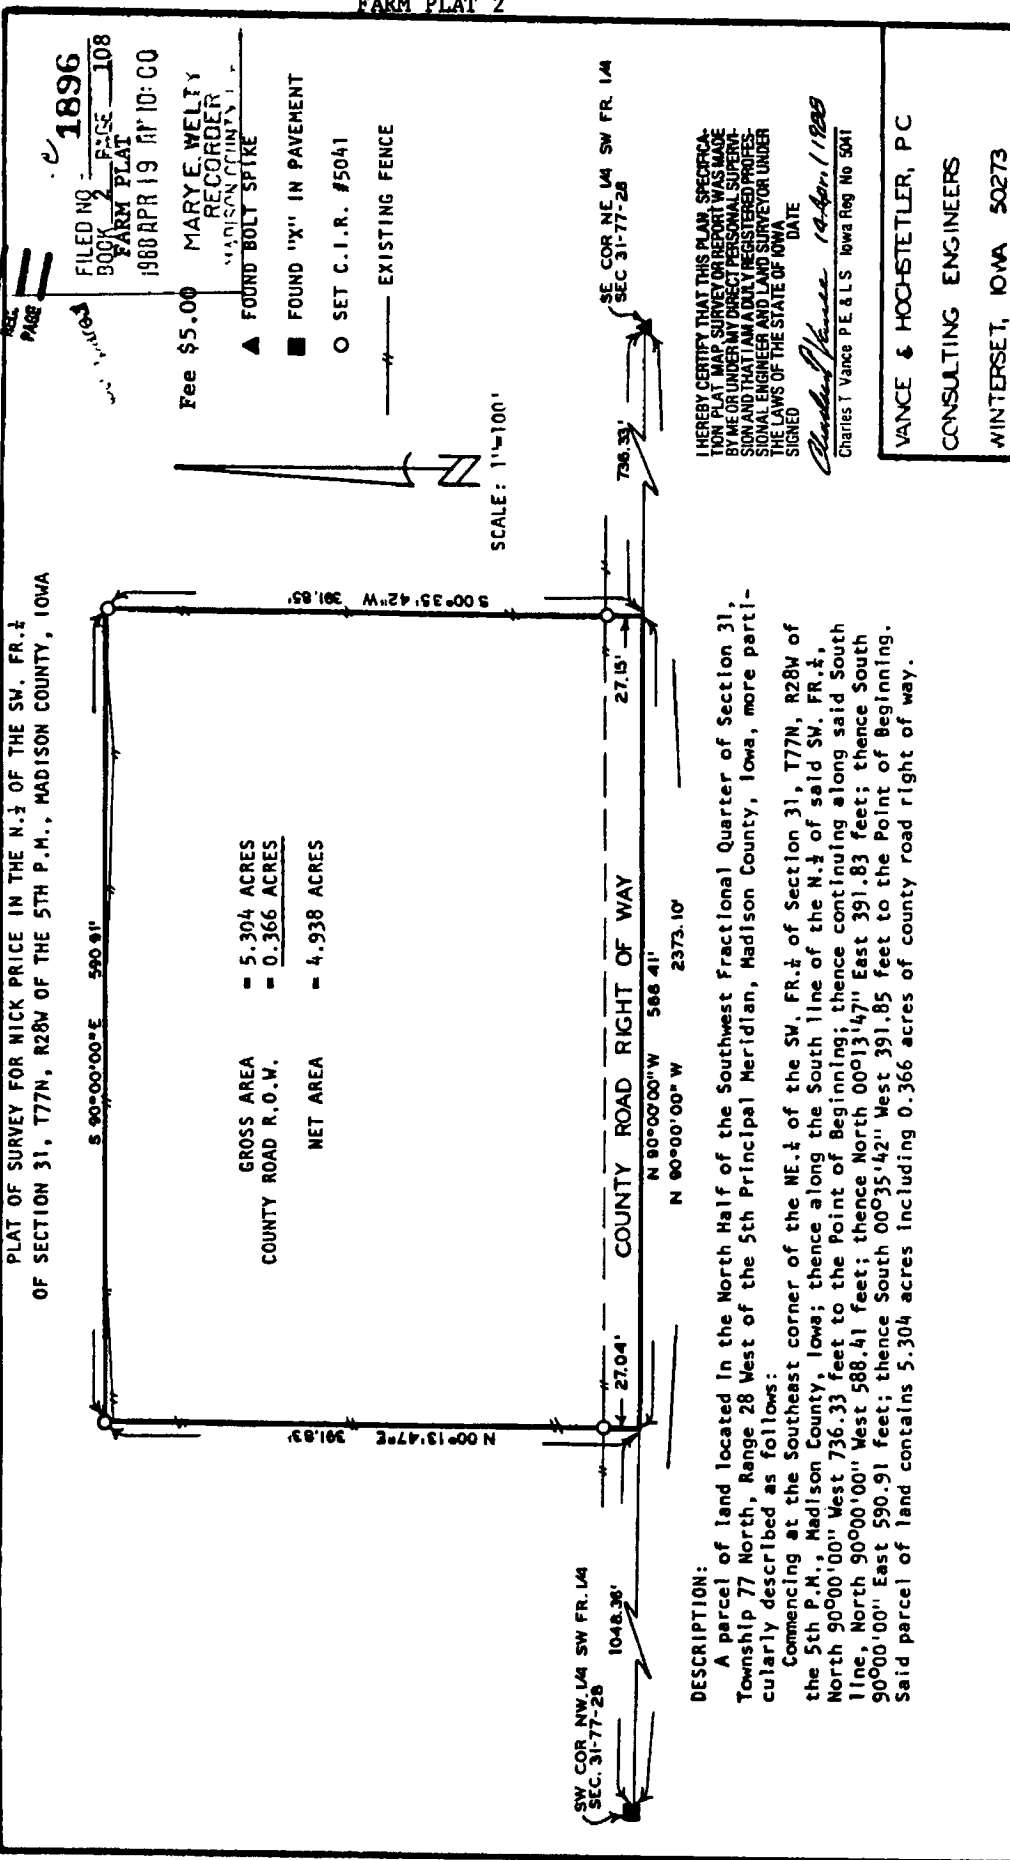 FARM PLAT 2
REEL
PAGE
FILED NO. 1896
BOOK 2 PAGE 108
FARM PLAT
1988 APR 19 AM 10:00
MARY E. WELTY
RECORDER
MADISON COUNTY
Fee $5.00
▲ FOUND BOLT SPIKE
■ FOUND "X" IN PAVEMENT
O SET C.I.R. #5041
EXISTING FENCE
PLAT OF SURVEY FOR NICK PRICE IN THE N.½ OF THE SW. FR.¼
OF SECTION 31, T77N, R28W OF THE 5TH P.M., MADISON COUNTY, IOWA
SCALE: 1"=100'
S 90°00'00"E 590.91'
S 00°35'42"W 391.85'
N 00°13'47"E 391.83'
GROSS AREA = 5.304 ACRES
COUNTY ROAD R.O.W. = 0.366 ACRES
NET AREA = 4.938 ACRES
27.04'
27.15'
COUNTY ROAD RIGHT OF WAY
N 90°00'00"W 588.41'
N 90°00'00"W 2373.10'
SW. COR. NW. 1/4 SW FR. 1/4
SEC. 31-77-28
1048.36'
736.33'
SE. COR. NE. 1/4 SW FR. 1/4
SEC 31-77-28
DESCRIPTION:
A parcel of land located in the North Half of the Southwest Fractional Quarter of Section 31,
Township 77 North, Range 28 West of the 5th Principal Meridian, Madison County, Iowa, more parti-
cularly described as follows:
Commencing at the Southeast corner of the NE.¼ of the SW. FR.¼ of Section 31, T77N, R28W of
the 5th P.M., Madison County, Iowa; thence along the South line of the N.½ of said SW. FR.¼,
North 90°00'00" West 736.33 feet to the Point of Beginning; thence continuing along said South
line, North 90°00'00" West 588.41 feet; thence North 00°13'47" East 391.83 feet; thence South
90°00'00" East 590.91 feet; thence South 00°35'42" West 391.85 feet to the Point of Beginning.
Said parcel of land contains 5.304 acres including 0.366 acres of county road right of way.
I HEREBY CERTIFY THAT THIS PLAN, SPECIFICA-
TION PLAT MAP SURVEY OR REPORT WAS MADE
BY ME OR UNDER MY DIRECT PERSONAL SUPERVI-
SION AND THAT I AM A DULY REGISTERED PROFES-
SIONAL ENGINEER AND LAND SURVEYOR UNDER
THE LAWS OF THE STATE OF IOWA
SIGNED DATE
Charles T Vance 14 Apr. 1988
Charles T Vance P.E. & L.S Iowa Reg No 5041
VANCE & HOCHSTETLER, P C
CONSULTING ENGINEERS
WINTERSET, IOWA 50273